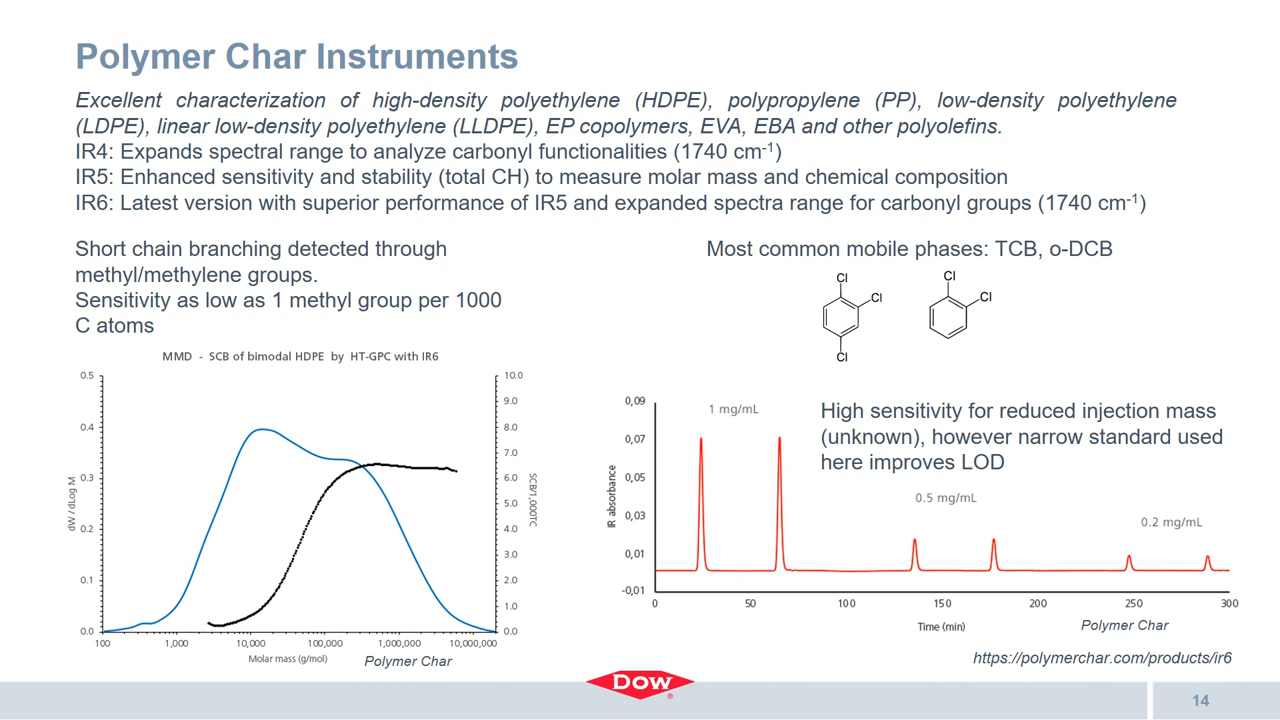 Polymer Char Instruments
Excellent characterization of high-density polyethylene (HDPE), polypropylene (PP), low-density polyethylene
(LDPE), linear low-density polyethylene (LLDPE), EP copolymers, EVA, EBA and other polyolefins.
IR4: Expands spectral range to analyze carbonyl functionalities (1740 cm⁻¹)
IR5: Enhanced sensitivity and stability (total CH) to measure molar mass and chemical composition
IR6: Latest version with superior performance of IR5 and expanded spectra range for carbonyl groups (1740 cm⁻¹)
Short chain branching detected through
methyl/methylene groups.
Sensitivity as low as 1 methyl group per 1000
C atoms
MMD - SCB of bimodal HDPE by HT-GPC with IR6
0.5
0.4
0.3
0.2
0.1
0.0
dW / dLog M
10.0
9.0
8.0
7.0
6.0
5.0
4.0
3.0
2.0
1.0
0.0
SCB/1,000TC
100
1,000
10,000
100,000
1,000,000
10,000,000
Molar mass (g/mol)
Polymer Char
Most common mobile phases: TCB, o-DCB
Cl
Cl
Cl
Cl
Cl
High sensitivity for reduced injection mass
(unknown), however narrow standard used
here improves LOD
1 mg/mL
0.5 mg/mL
0.2 mg/mL
0,09
0,07
0,05
0,03
0,01
-0,01
IR absorbance
0
50
100
150
200
250
300
Time (min)
Polymer Char
https://polymerchar.com/products/ir6
Dow
®
14